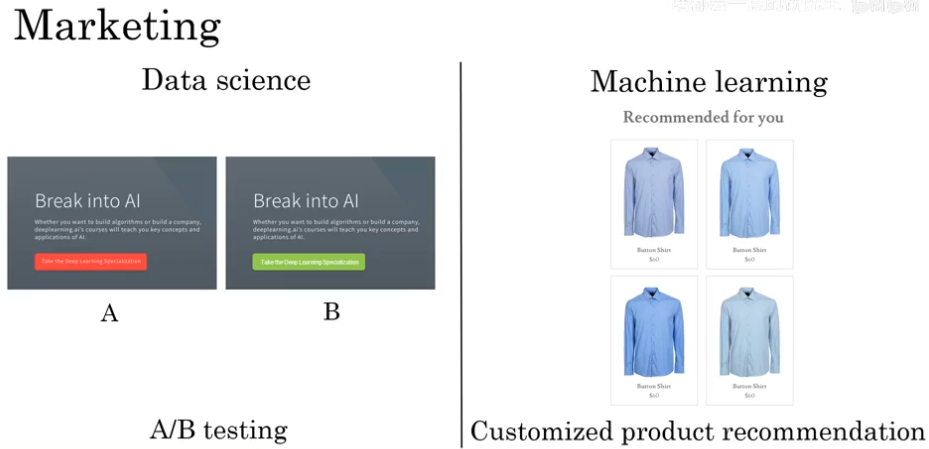 Marketing
Data science
Break into AI
Whether you want to build algorithms or build a company,
deeplearning.ai's courses will teach you key concepts and
applications of AI.
Take the Deep Learning Specialization
A
Break into AI
Whether you want to build algorithms or build a company,
deeplearning.ai's courses will teach you key concepts and
applications of AI.
Take the Deep Learning Specialization
B
A/B testing
Machine learning
Recommended for you
Button Shirt
$60
Button Shirt
$60
Button Shirt
$60
Button Shirt
$60
Customized product recommendation